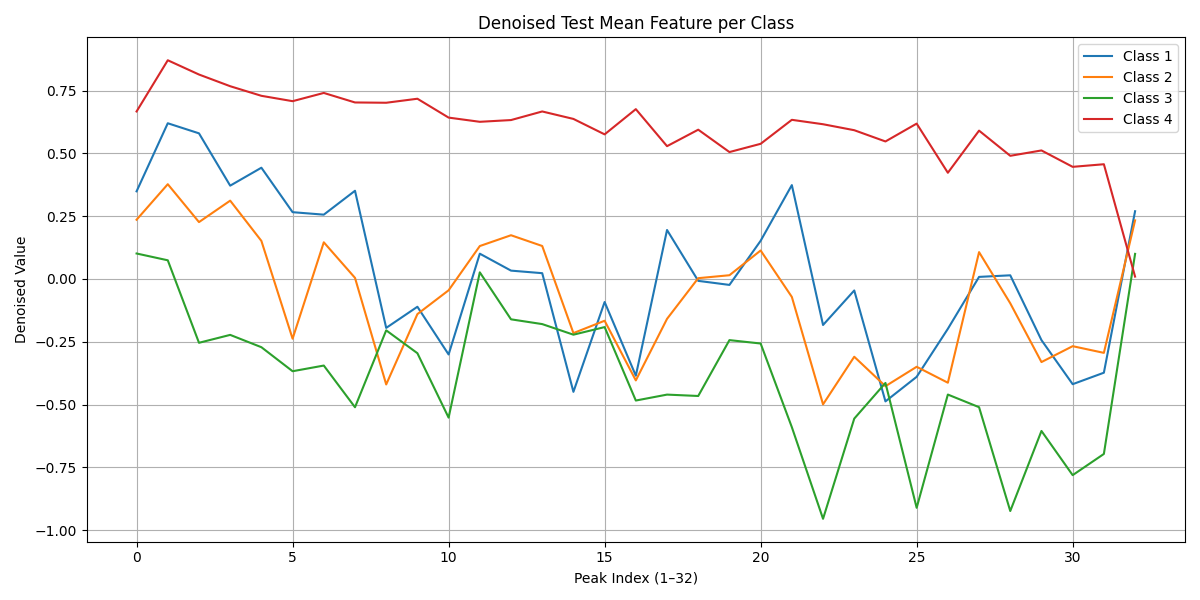 Denoised Test Mean Feature per Class
Class 1
Class 2
Class 3
Class 4
Denoised Value
0.75
0.50
0.25
0.00
−0.25
−0.50
−0.75
−1.00
0 5 10 15 20 25 30
Peak Index (1–32)